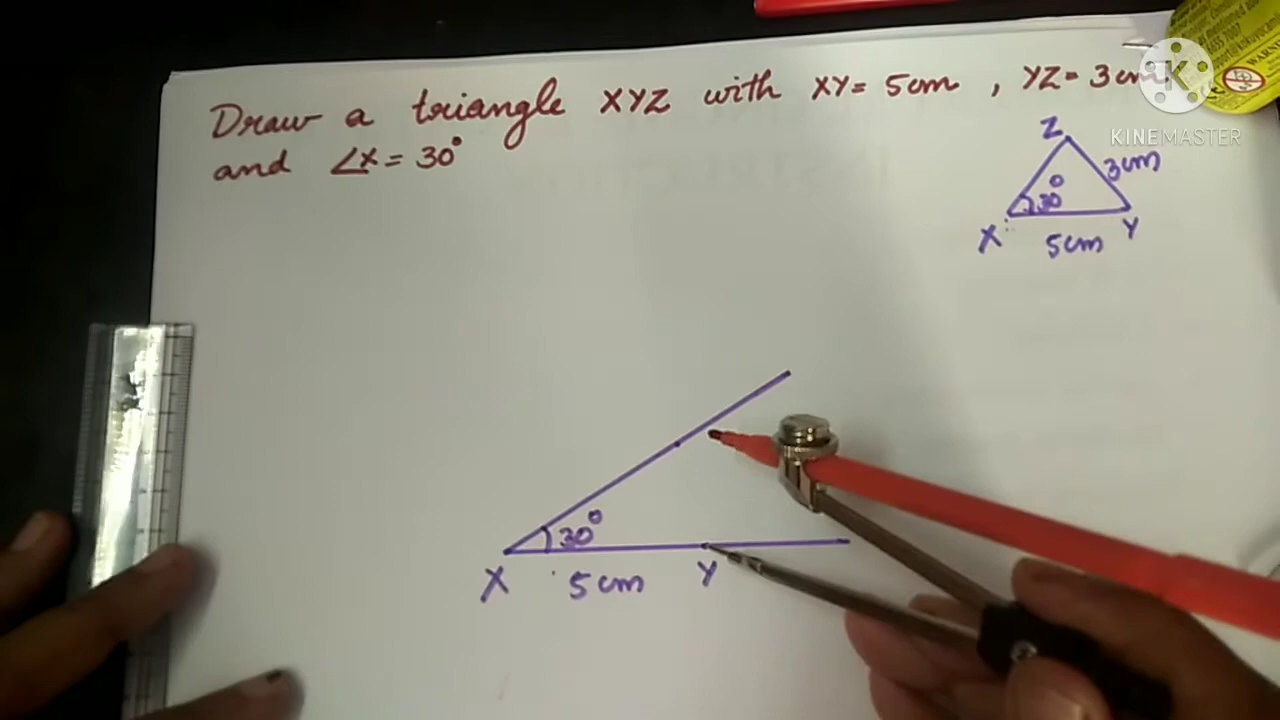 Draw a triangle XYZ with XY = 5cm , YZ = 3cm
and ∠X = 30°
KINEMASTER
Z
3cm
30°
X
5cm
Y
30°
X
5cm
Y